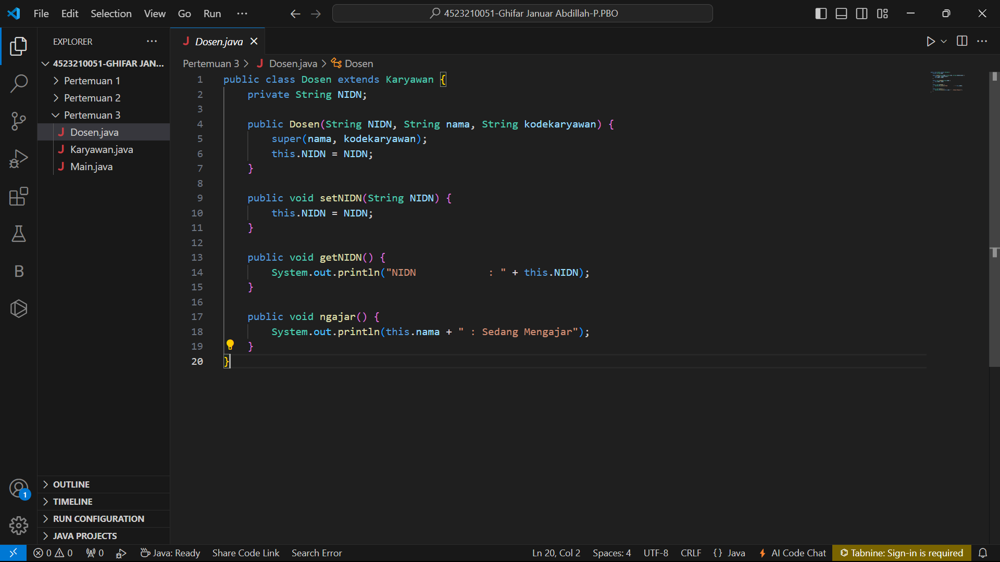 File Edit Selection View Go Run ··· 4523210051-Ghifar Januar Abdillah-P.PBO
EXPLORER ···
4523210051-GHIFAR JAN...
Pertemuan 1
Pertemuan 2
Pertemuan 3
J Dosen.java
J Karyawan.java
J Main.java
OUTLINE
TIMELINE
RUN CONFIGURATION
JAVA PROJECTS
B
1
J Dosen.java
Pertemuan 3 > J Dosen.java > Dosen
1 public class Dosen extends Karyawan {
2     private String NIDN;
3
4     public Dosen(String NIDN, String nama, String kodekaryawan) {
5         super(nama, kodekaryawan);
6         this.NIDN = NIDN;
7     }
8
9     public void setNIDN(String NIDN) {
10         this.NIDN = NIDN;
11     }
12
13     public void getNIDN() {
14         System.out.println("NIDN            : " + this.NIDN);
15     }
16
17     public void ngajar() {
18         System.out.println(this.nama + " : Sedang Mengajar");
19     }
20 }
0 0 0 Java: Ready Share Code Link Search Error Ln 20, Col 2 Spaces: 4 UTF-8 CRLF {} Java AI Code Chat Tabnine: Sign-in is required